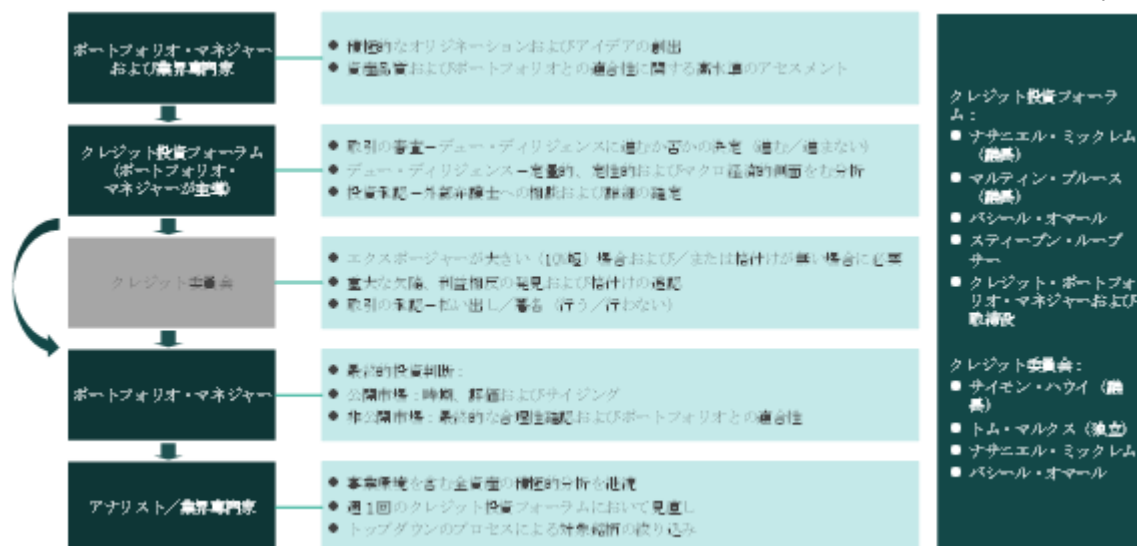 ポートフォリオ・マネジャー
および業界専門家
● 積極的なオリジネーションおよびアイデアの創出
● 資産品質およびポートフォリオとの適合性に関する高水準のアセスメント
クレジット投資フォーラム
(ポートフォリオ・
マネジャーが主導)
● 取引の審査ーデュー・ディリジェンスに進むか否かの決定（進む／進まない）
● デュー・ディリジェンスー定量的、定性的およびマクロ経済的側面を含む分析
● 投資承認ー外部弁護士への相談および詳細の確定
クレジット委員会
● エクスポージャーが大きい（10%超）場合および／または格付けが無い場合に必要
● 重大な欠陥、利益相反の発見および格付けの
● 取引の承認ー払い出し／署名（行う／行わない）
ポートフォリオ・マネジャー
● 最終的投資判断：
● 公開市場：時期、評価およびサイジング
● 非公開市場：最終的な合理性確認およびポートフォリオとの適合性
アナリスト／業界専門家
● 事業環境を含む全資産の積極的分析を
● 週1回のクレジット投資フォーラムにおいて見直し
● トップダウンのプロセスによる対象銘柄の絞り込み
クレジット投資フォーラ
ム：
● ナサニエル・ミックレム
（議長）
● マルティン・ブルース
（議長）
● バシール・オマール
● スティーブン・ループ
サー
● クレジット・ポートフォ
リオ・マネジャーおよび
取締役
クレジット委員会：
● サイモン・ハウイ（議
長）
● トム・マルクス（独立）
● ナサニエル・ミックレム
● バシール・オマール